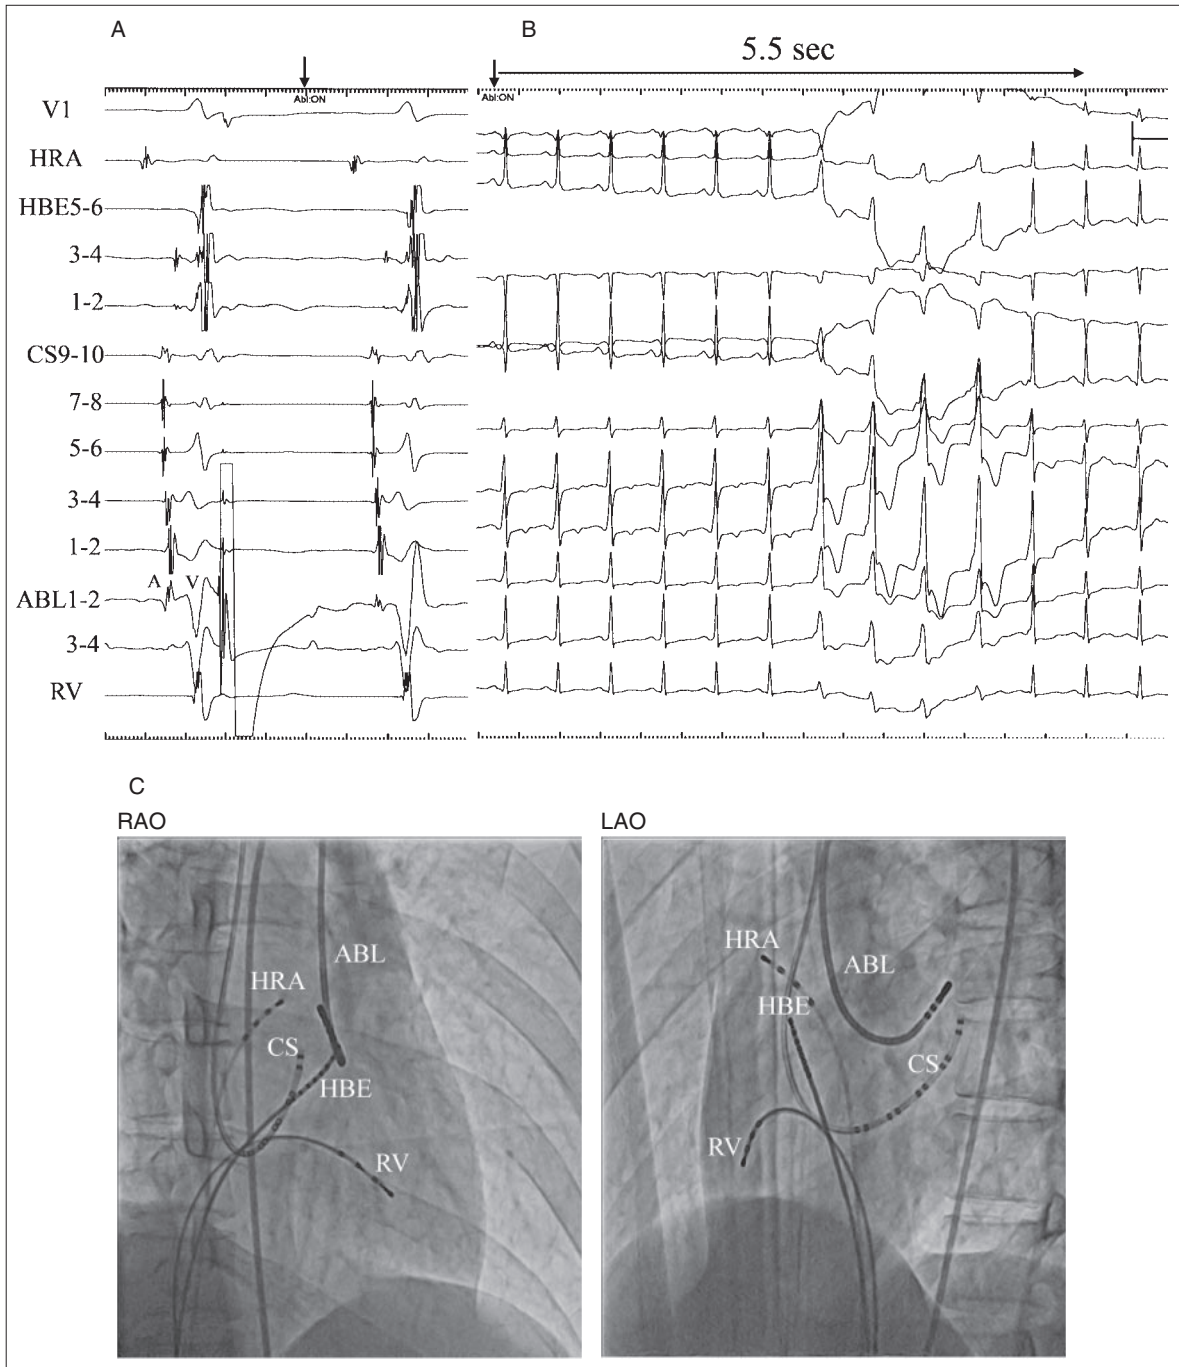 A
B
5.5 sec
Abl:ON
Abl:ON
V1
HRA
HBE5-6
3-4
1-2
CS9-10
7-8
5-6
3-4
1-2
A V
ABL1-2
3-4
RV
C
RAO
LAO
ABL
HRA
CS
HBE
RV
HRA
ABL
HBE
CS
RV